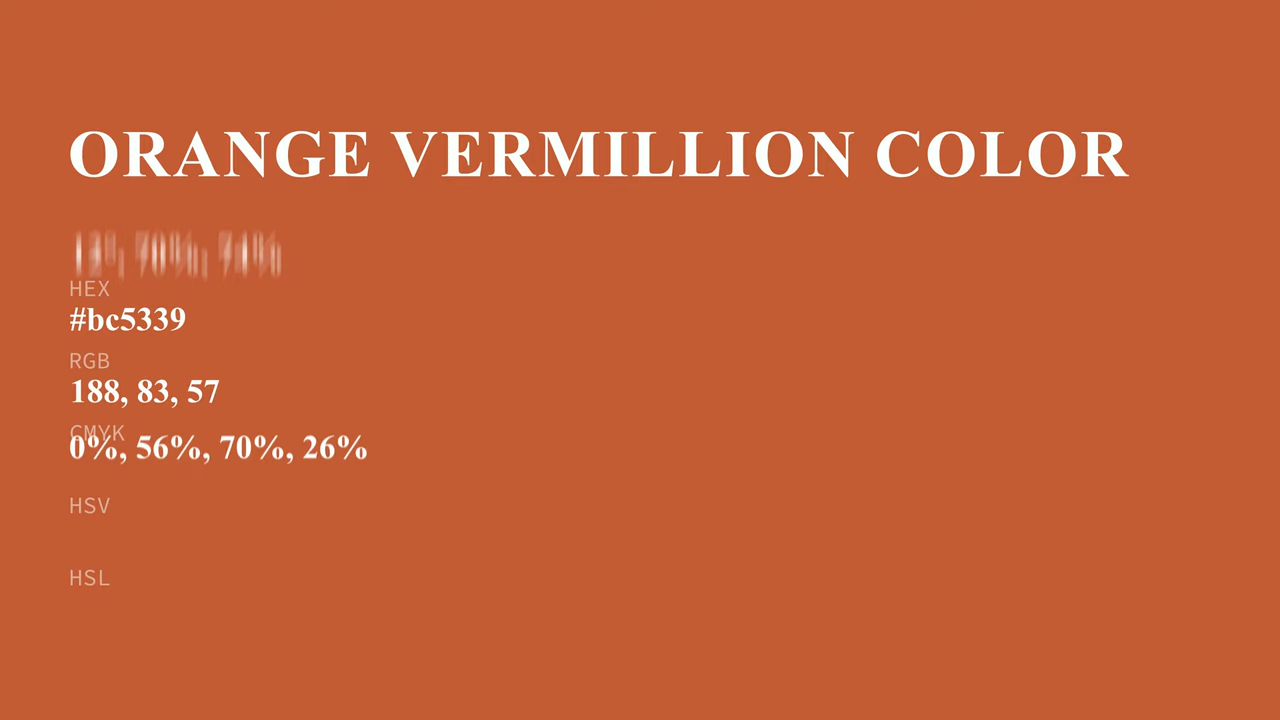 ORANGE VERMILLION COLOR
HEX
#bc5339
RGB
188, 83, 57
CMYK
0%, 56%, 70%, 26%
HSV
HSL